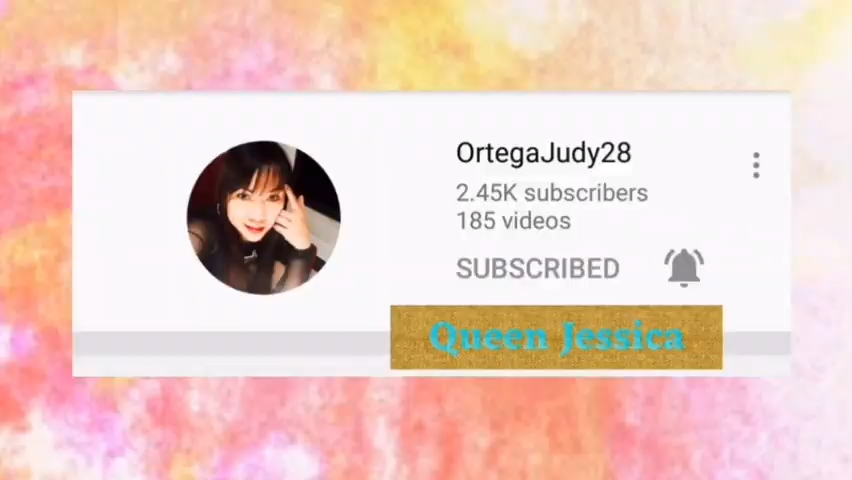 OrtegaJudy28
2.45K subscribers
185 videos
SUBSCRIBED
Queen Jessica